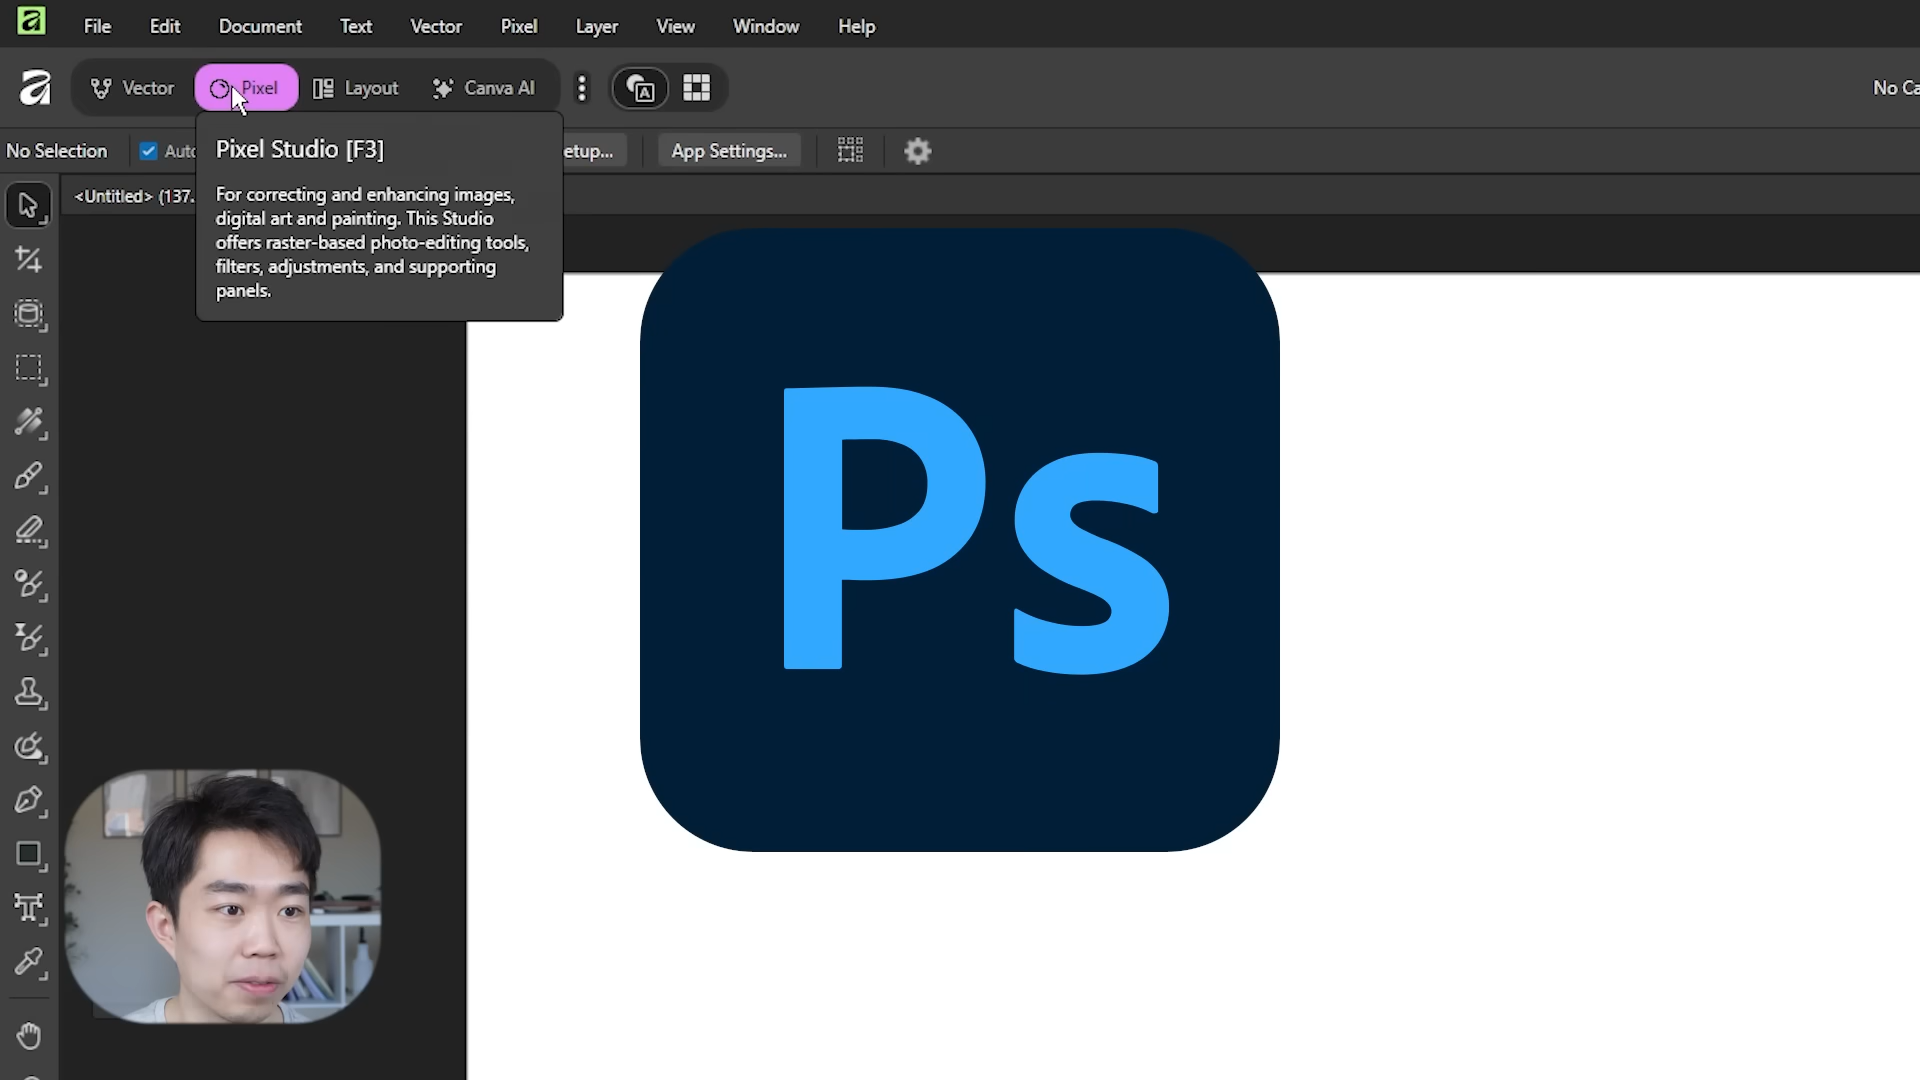 File Edit Document Text Vector Pixel Layer View Window Help
Vector Pixel Layout Canva AI
No Ca
No Selection Auto
etup... App Settings...
<Untitled> (137.
Pixel Studio [F3]
For correcting and enhancing images,
digital art and painting. This Studio
offers raster-based photo-editing tools,
filters, adjustments, and supporting
panels.
Ps